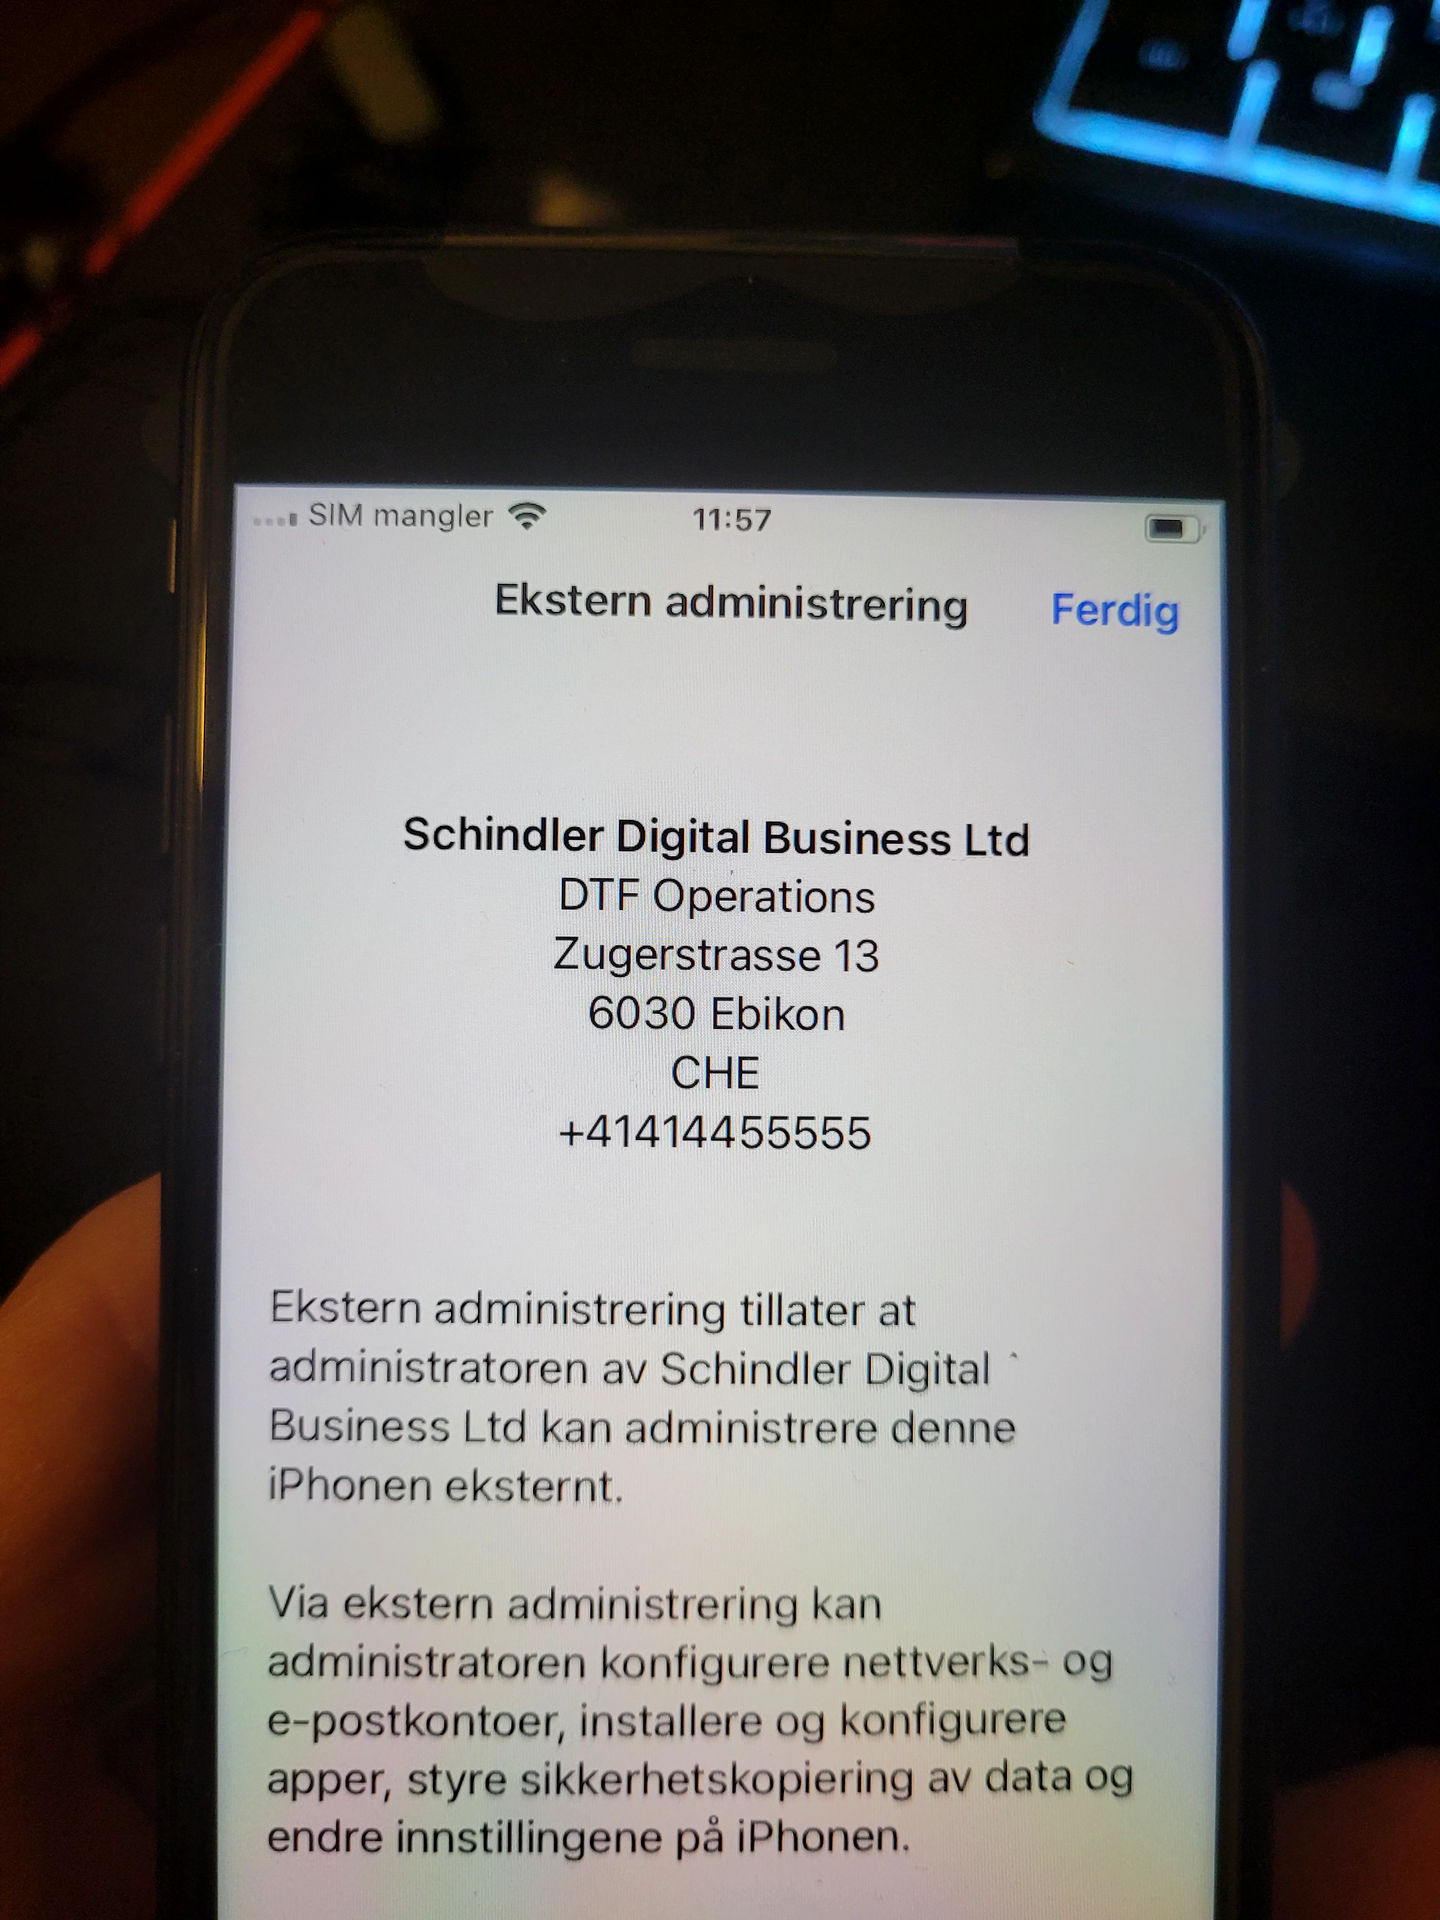 SIM mangler
11:57
Ekstern administrering
Ferdig
Schindler Digital Business Ltd
DTF Operations
Zugerstrasse 13
6030 Ebikon
CHE
+41414455555
Ekstern administrering tillater at
administratoren av Schindler Digital
Business Ltd kan administrere denne
iPhonen eksternt.
Via ekstern administrering kan
administratoren konfigurere nettverks- og
e-postkontoer, installere og konfigurere
apper, styre sikkerhetskopiering av data og
endre innstillingene på iPhonen.